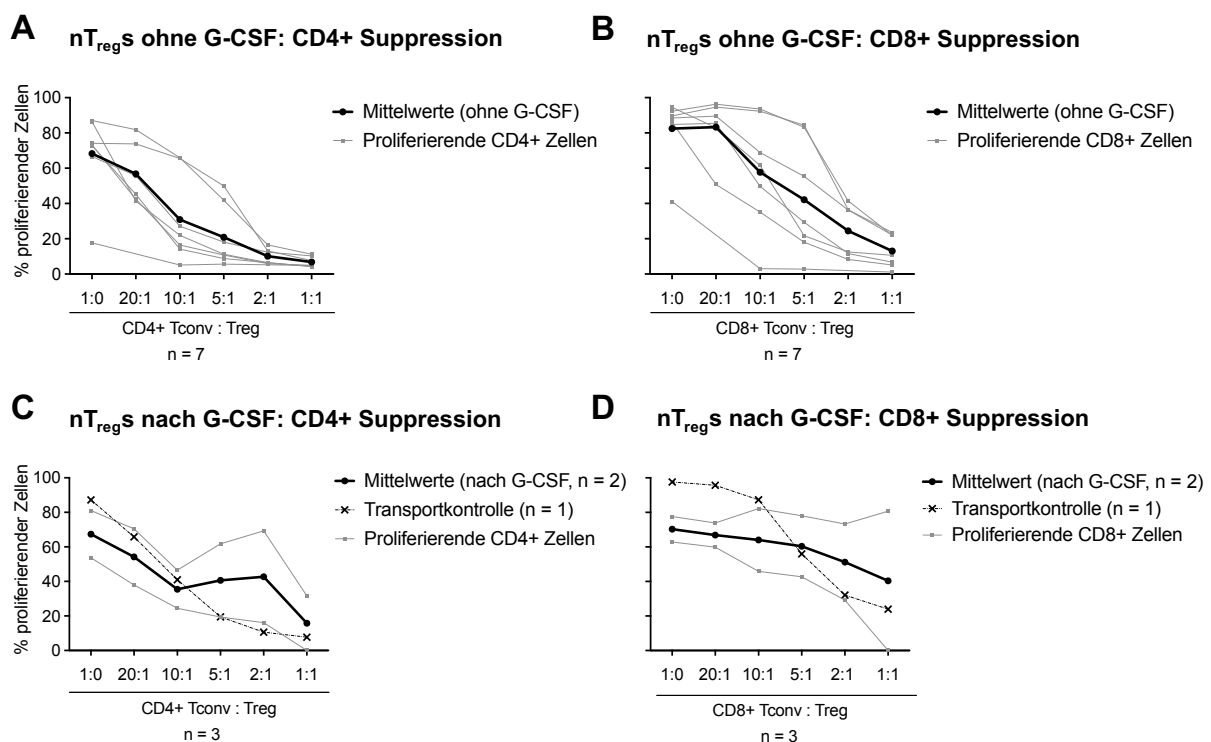 A nTregs ohne G-CSF: CD4+ Suppression
% proliferierender Zellen
100
80
60
40
20
0
1:0 20:1 10:1 5:1 2:1 1:1
CD4+ Tconv : Treg
n = 7
Mittelwerte (ohne G-CSF)
Proliferierende CD4+ Zellen
B nTregs ohne G-CSF: CD8+ Suppression
100
80
60
40
20
0
1:0 20:1 10:1 5:1 2:1 1:1
CD8+ Tconv : Treg
n = 7
Mittelwerte (ohne G-CSF)
Proliferierende CD8+ Zellen
C nTregs nach G-CSF: CD4+ Suppression
% proliferierender Zellen
100
80
60
40
20
0
1:0 20:1 10:1 5:1 2:1 1:1
CD4+ Tconv : Treg
n = 3
Mittelwerte (nach G-CSF, n = 2)
Transportkontrolle (n = 1)
Proliferierende CD4+ Zellen
D nTregs nach G-CSF: CD8+ Suppression
100
80
60
40
20
0
1:0 20:1 10:1 5:1 2:1 1:1
CD8+ Tconv : Treg
n = 3
Mittelwert (nach G-CSF, n = 2)
Transportkontrolle (n = 1)
Proliferierende CD8+ Zellen